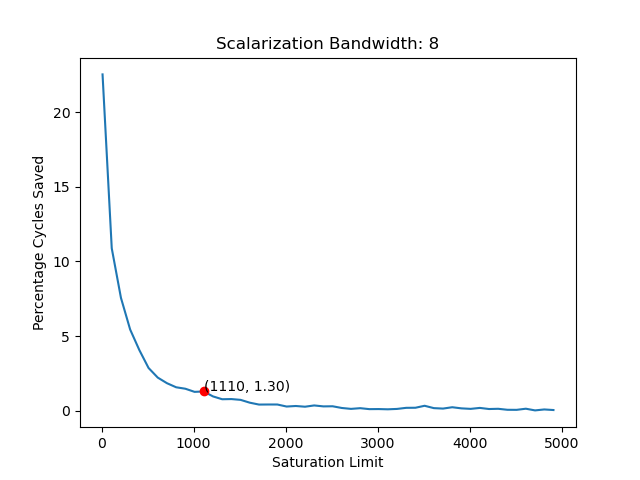 Scalarization Bandwidth: 8
Percentage Cycles Saved
20
15
10
5
0
(1110, 1.30)
0 1000 2000 3000 4000 5000
Saturation Limit